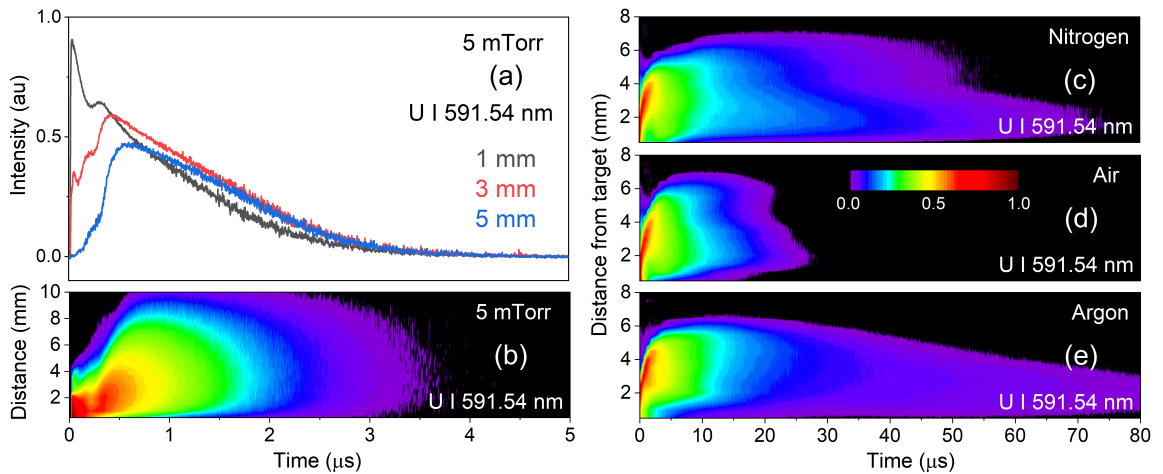 1.0
0.5
0.0
Intensity (au)
5 mTorr
(a)
U I 591.54 nm
1 mm
3 mm
5 mm
10
8
6
4
2
Distance (mm)
5 mTorr
(b)
U I 591.54 nm
0 1 2 3 4 5
Time (μs)
Distance from target (mm)
8
6
4
2
Nitrogen
(c)
U I 591.54 nm
8
6
4
2
Air
0.0 0.5 1.0
(d)
U I 591.54 nm
8
6
4
2
Argon
(e)
U I 591.54 nm
0 10 20 30 40 50 60 70 80
Time (μs)